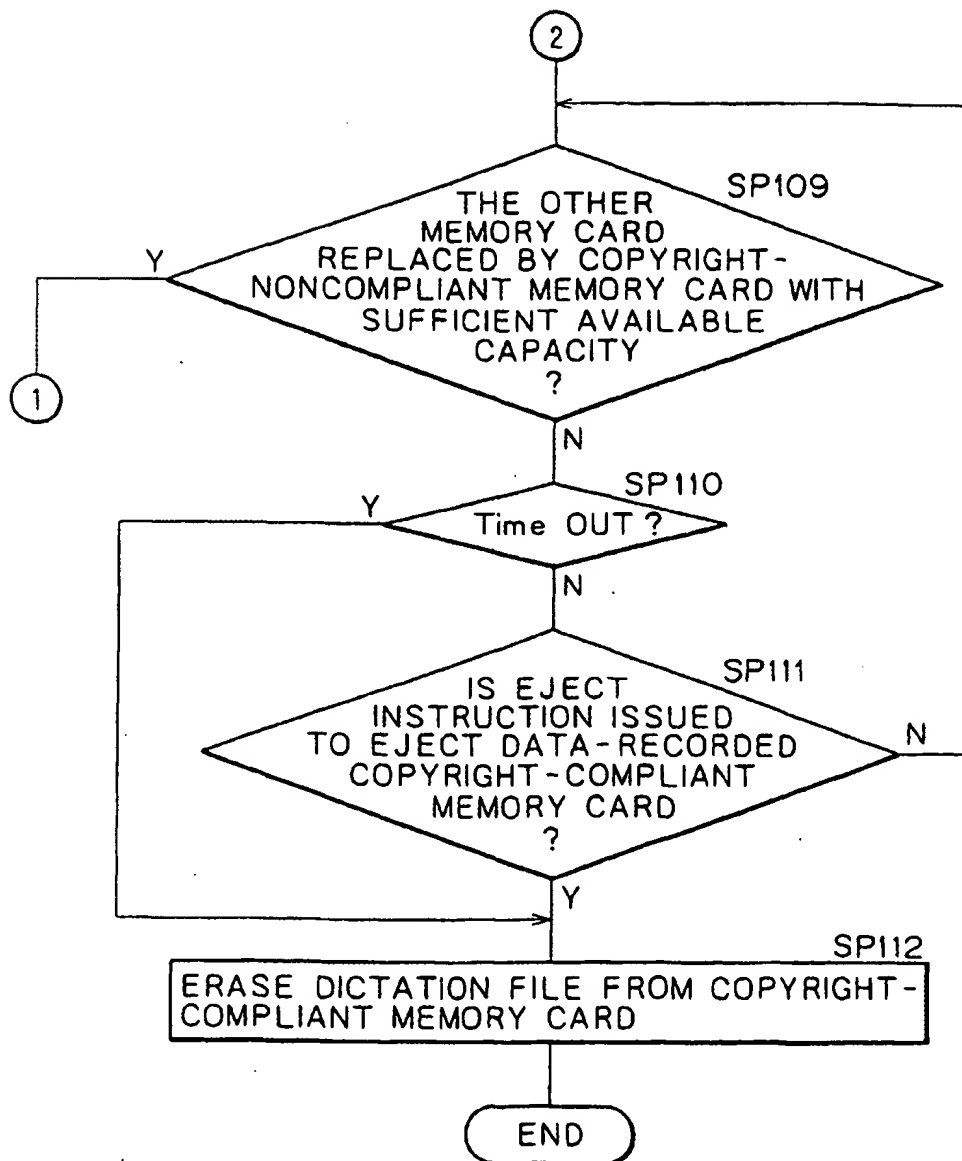 2
SP109
THE OTHER
MEMORY CARD
REPLACED BY COPYRIGHT-
NONCOMPLIANT MEMORY CARD WITH
SUFFICIENT AVAILABLE
CAPACITY
?
Y
1
N
SP110
Y
Time OUT ?
N
SP111
IS EJECT
INSTRUCTION ISSUED
TO EJECT DATA-RECORDED
COPYRIGHT-COMPLIANT
MEMORY CARD
?
N
Y
SP112
ERASE DICTATION FILE FROM COPYRIGHT-
COMPLIANT MEMORY CARD
END